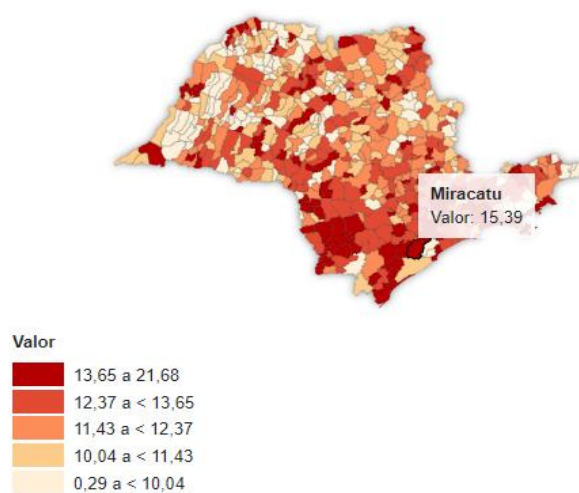 Miracatu
Valor: 15,39
Valor
13,65 a 21,68
12,37 a < 13,65
11,43 a < 12,37
10,04 a < 11,43
0,29 a < 10,04